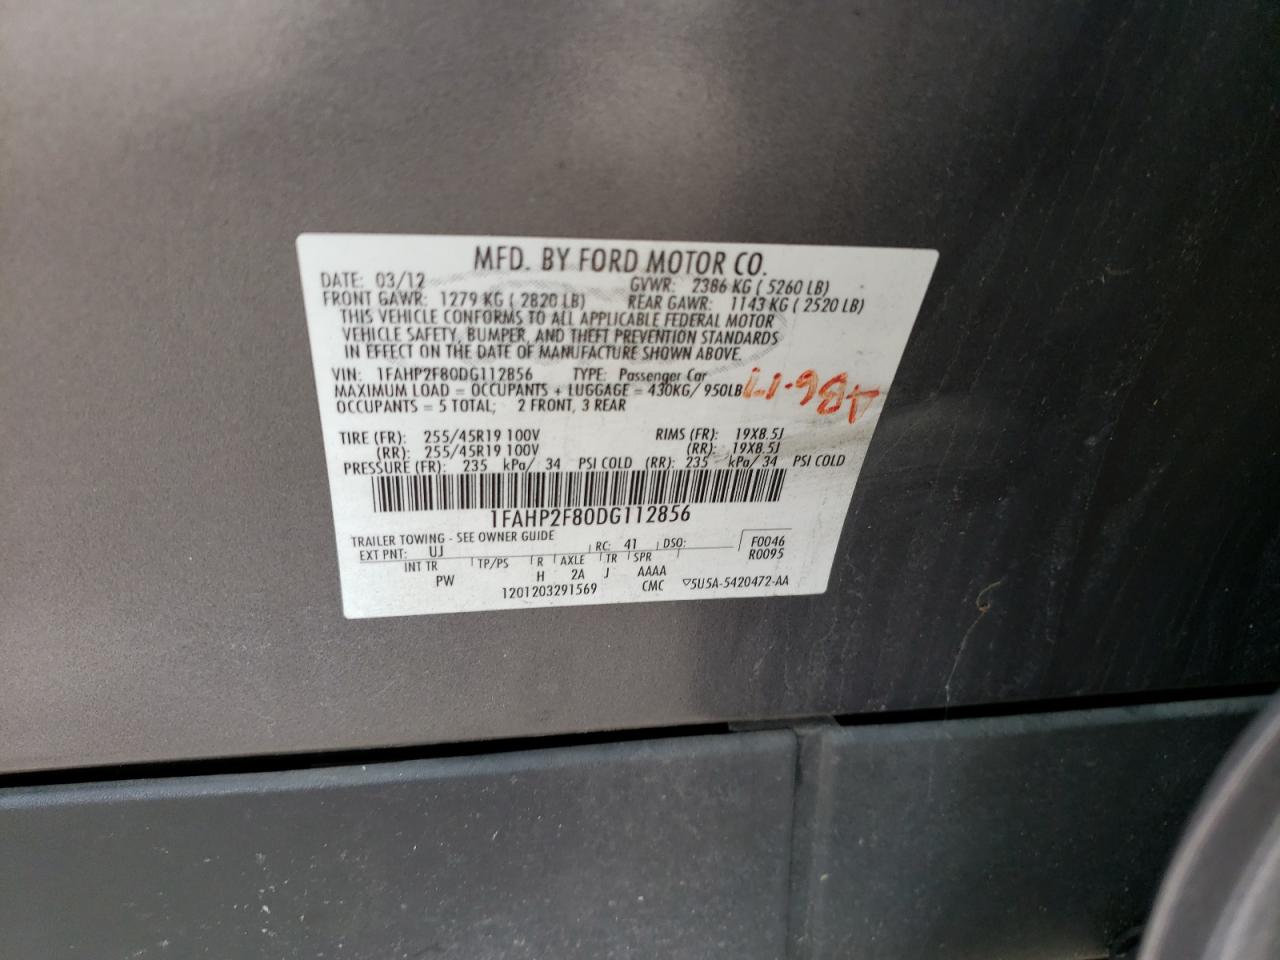 MFD. BY FORD MOTOR CO.
DATE: 03/12 GVWR: 2386 KG ( 5260 LB)
FRONT GAWR: 1279 KG ( 2820 LB) REAR GAWR: 1143 KG ( 2520 LB)
THIS VEHICLE CONFORMS TO ALL APPLICABLE FEDERAL MOTOR
VEHICLE SAFETY, BUMPER, AND THEFT PREVENTION STANDARDS
IN EFFECT ON THE DATE OF MANUFACTURE SHOWN ABOVE.
VIN: 1FAHP2F80DG112856 TYPE: Passenger Car
MAXIMUM LOAD = OCCUPANTS + LUGGAGE = 430KG/ 950LB
OCCUPANTS = 5 TOTAL; 2 FRONT, 3 REAR
TIRE (FR): 255/45R19 100V RIMS (FR): 19X8.5J
(RR): 255/45R19 100V (RR): 19X8.5J
PRESSURE (FR): 235 kPa/ 34 PSI COLD (RR): 235 kPa/ 34 PSI COLD
1FAHP2F80DG112856
TRAILER TOWING - SEE OWNER GUIDE
EXT PNT: UJ RC: 41 DSO: F0046
INT TR TP/PS R AXLE TR SPR R0095
PW H 2A J AAAA
1201203291569 CMC ▽5U5A-5420472-AA